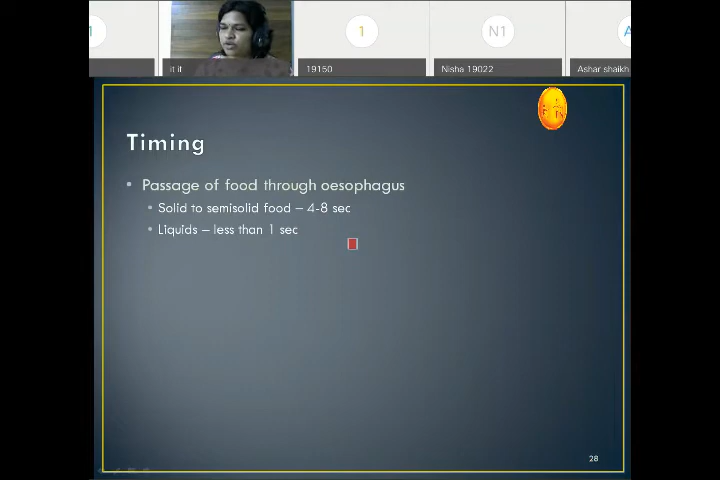 it it
19150
1
Nisha 19022
N1
Ashar shaikh
Timing
• Passage of food through oesophagus
• Solid to semisolid food – 4-8 sec
• Liquids – less than 1 sec
28